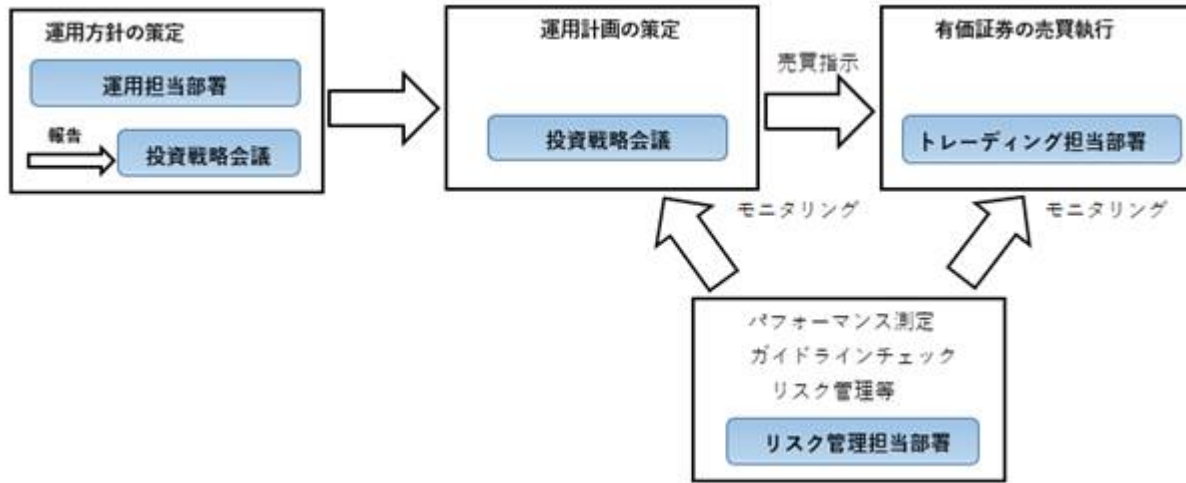 運用方針の策定
運用担当部署
報告
投資戦略会議
運用計画の策定
投資戦略会議
売買指示
有価証券の売買執行
トレーディング担当部署
モニタリング
モニタリング
パフォーマンス測定
ガイドラインチェック
リスク管理等
リスク管理担当部署